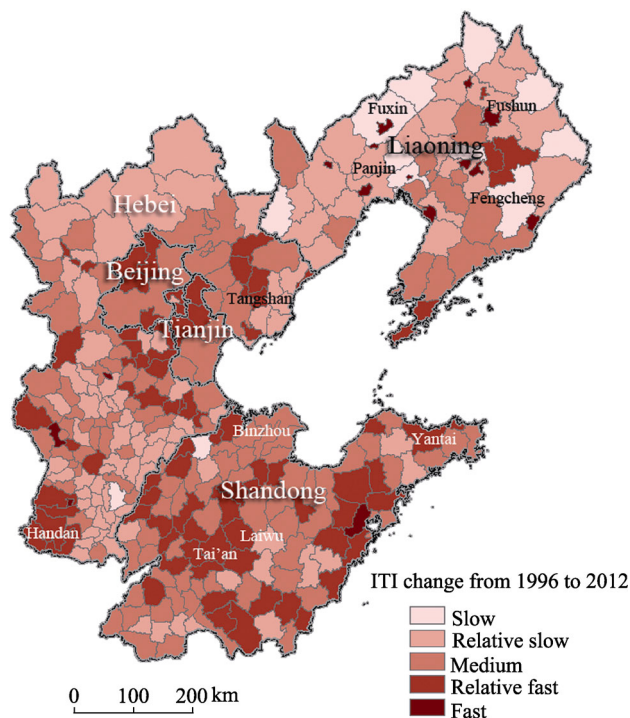 Fuxin
Fushun
Liaoning
Panjin
Fengcheng
Hebei
Beijing
Tangshan
Tianjin
Binzhou
Yantai
Shandong
Handan
Laiwu
Tai'an
ITI change from 1996 to 2012
Slow
Relative slow
Medium
Relative fast
Fast
0 100 200 km